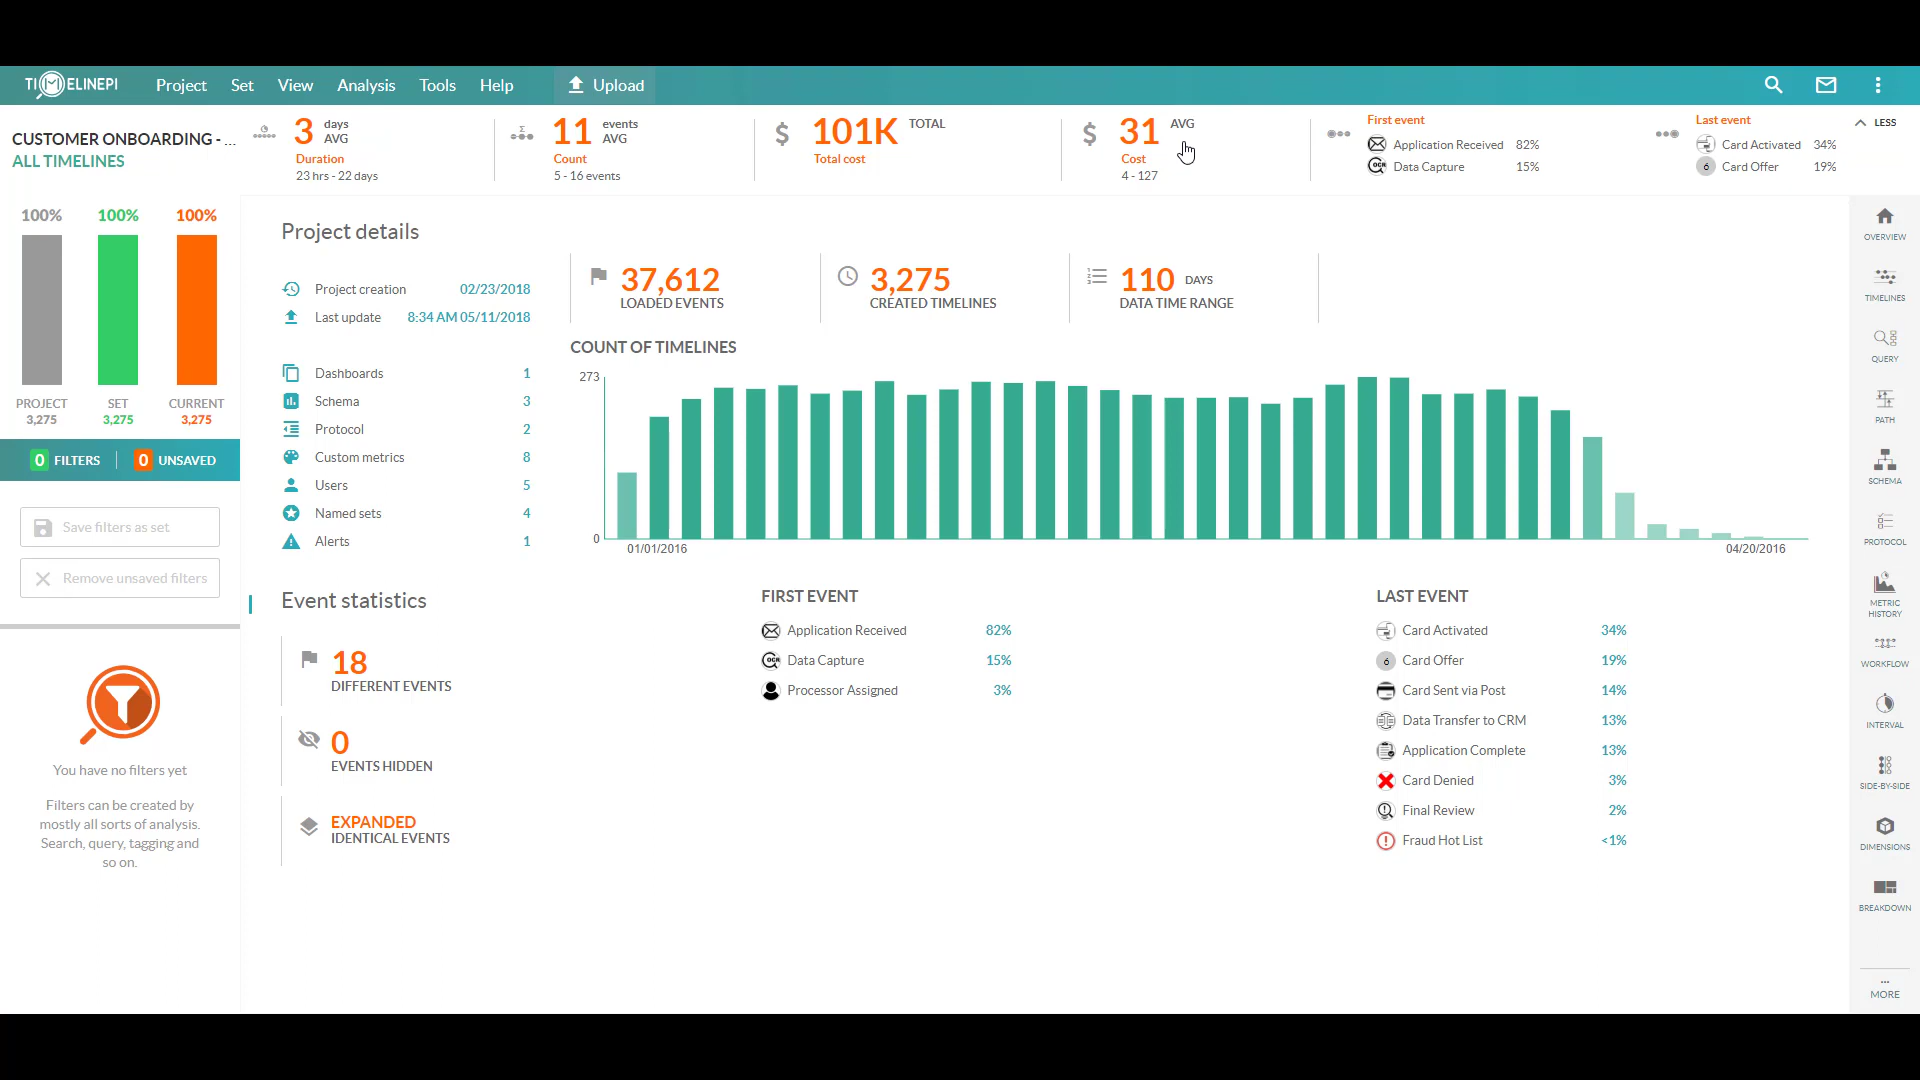 TIMELINEPI
Project Set View Analysis Tools Help Upload
CUSTOMER ONBOARDING - ...
ALL TIMELINES
3 days AVG
Duration
23 hrs - 22 days
11 events AVG
Count
5 - 16 events
101K TOTAL
Total cost
31 AVG
Cost
4 - 127
First event
Application Received 82%
Data Capture 15%
Last event
Card Activated 34%
Card Offer 19%
LESS
100% 100% 100%
PROJECT SET CURRENT
3,275 3,275 3,275
0 FILTERS 0 UNSAVED
Save filters as set
Remove unsaved filters
You have no filters yet
Filters can be created by
mostly all sorts of analysis.
Search, query, tagging and
so on.
Project details
Project creation 02/23/2018
Last update 8:34 AM 05/11/2018
Dashboards 1
Schema 3
Protocol 2
Custom metrics 8
Users 5
Named sets 4
Alerts 1
37,612
LOADED EVENTS
3,275
CREATED TIMELINES
110 DAYS
DATA TIME RANGE
COUNT OF TIMELINES
273
0
01/01/2016 04/20/2016
Event statistics
18
DIFFERENT EVENTS
0
EVENTS HIDDEN
EXPANDED
IDENTICAL EVENTS
FIRST EVENT
Application Received 82%
OCR Data Capture 15%
Processor Assigned 3%
LAST EVENT
Card Activated 34%
Card Offer 19%
Card Sent via Post 14%
Data Transfer to CRM 13%
Application Complete 13%
Card Denied 3%
Final Review 2%
Fraud Hot List <1%
OVERVIEW
TIMELINES
QUERY
PATH
SCHEMA
PROTOCOL
METRIC
HISTORY
WORKFLOW
INTERVAL
SIDE-BY-SIDE
DIMENSIONS
BREAKDOWN
...
MORE